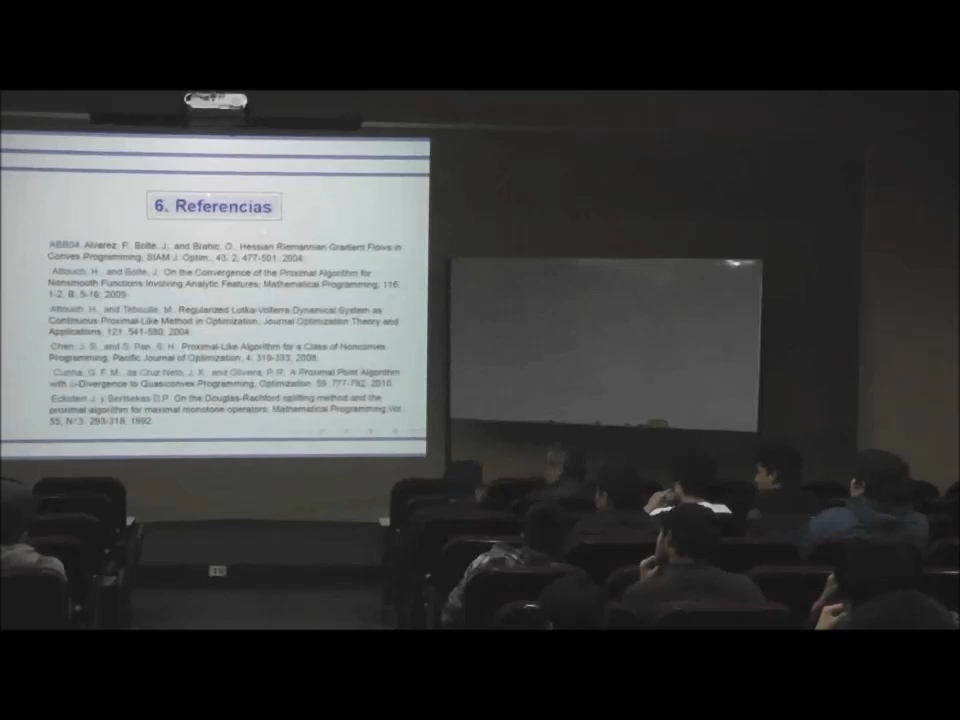 6. Referencias
ABB04. Alvarez, F., Bolte, J., and Brahic, O., Hessian Riemannian Gradient Flows in
Convex Programming, SIAM J. Optim., 43, 2, 477-501, 2004.
Attouch, H., and Bolte, J. On the Convergence of the Proximal Algorithm for
Nonsmooth Functions Involving Analytic Features, Mathematical Programming, 116,
1-2, B, 5-16, 2009.
Attouch, H., and Teboulle, M. Regularized Lotka-Volterra Dynamical System as
Continuous Proximal-Like Method in Optimization, Journal Optimization Theory and
Applications, 121, 541-580, 2004.
Chen, J. S., and S. Pan, S. H., Proximal-Like Algorithm for a Class of Nonconvex
Programming, Pacific Journal of Optimization, 4, 319-333, 2008.
Cunha, G. F. M., da Cruz Neto, J. X. and Oliveira, P. R. A Proximal Point Algorithm
with φ-Divergence to Quasiconvex Programming, Optimization, 59, 777-792, 2010.
Eckstein J. y Bertsekas D.P. On the Douglas-Rachford splitting method and the
proximal algorithm for maximal monotone operators, Mathematical Programming Vol
55, N° 3, 293-318, 1992.